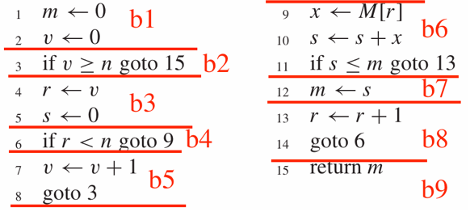 1 m ← 0 b1
2 v ← 0
3 if v ≥ n goto 15 b2
4 r ← v b3
5 s ← 0
6 if r < n goto 9 b4
7 v ← v + 1 b5
8 goto 3
9 x ← M[r] b6
10 s ← s + x
11 if s ≤ m goto 13
12 m ← s b7
13 r ← r + 1 b8
14 goto 6
15 return m b9